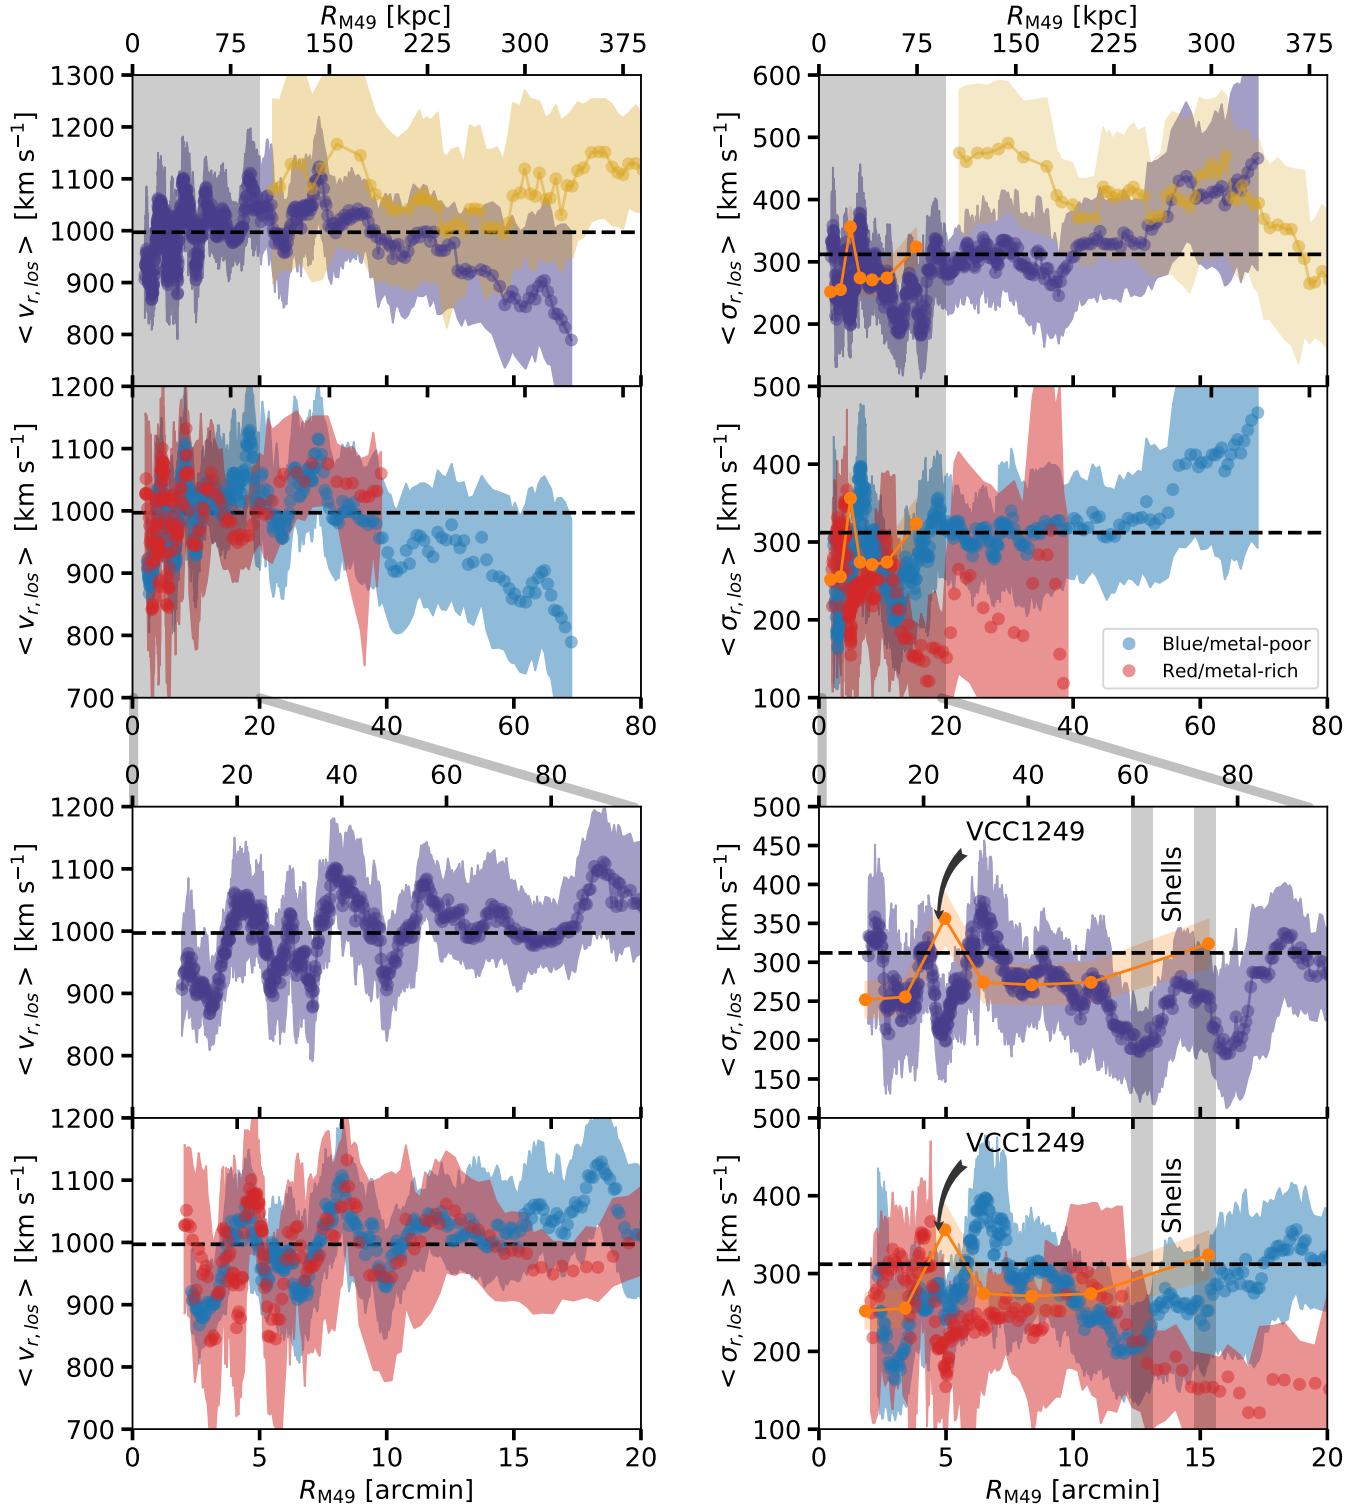 R_M49 [kpc]
0 75 150 225 300 375
1300
1200
1100
1000
900
800
< v_r,los > [km s⁻¹]
1200
1100
1000
900
800
700
< v_r,los > [km s⁻¹]
0 20 40 60 80
R_M49 [kpc]
0 75 150 225 300 375
600
500
400
300
200
< σ_r,los > [km s⁻¹]
500
400
300
200
100
< σ_r,los > [km s⁻¹]
Blue/metal-poor
Red/metal-rich
0 20 40 60 80
0 20 40 60 80
1200
1100
1000
900
800
< v_r,los > [km s⁻¹]
1200
1100
1000
900
800
700
< v_r,los > [km s⁻¹]
0 5 10 15 20
R_M49 [arcmin]
0 20 40 60 80
500
450
400
350
300
250
200
150
< σ_r,los > [km s⁻¹]
VCC1249
Shells
500
400
300
200
100
< σ_r,los > [km s⁻¹]
VCC1249
Shells
0 5 10 15 20
R_M49 [arcmin]